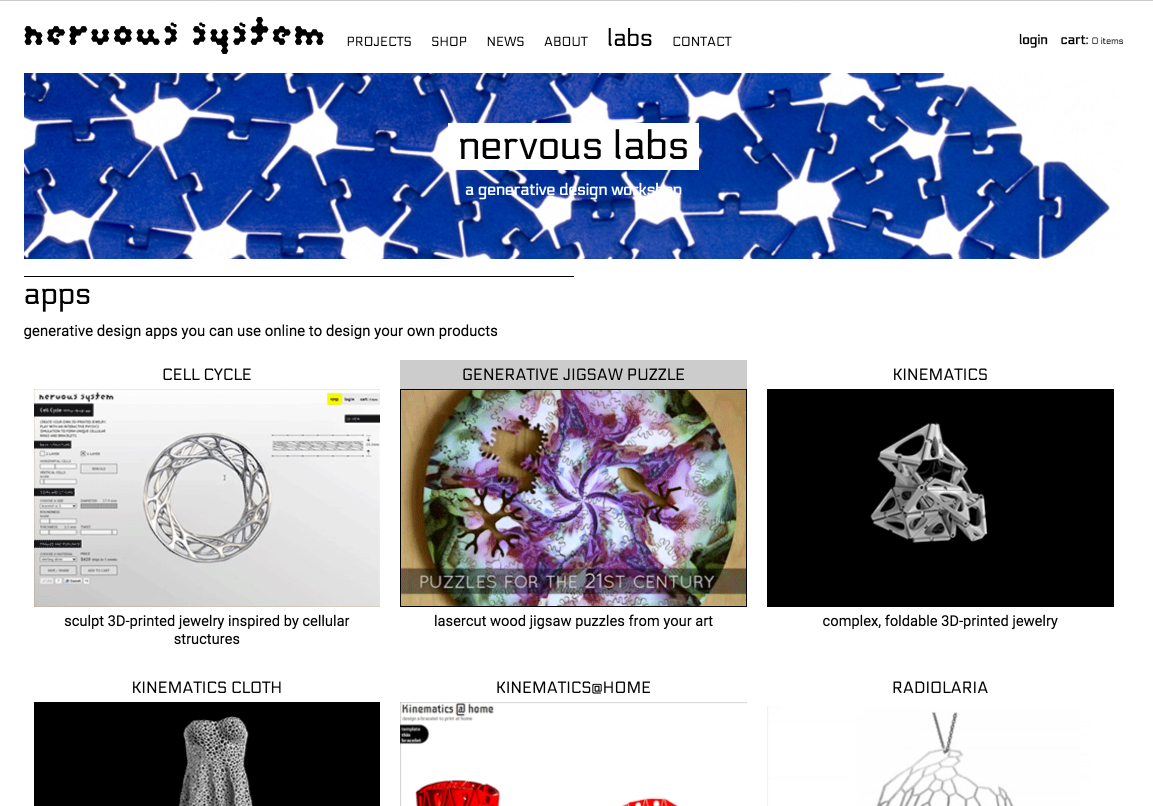 nervous system
PROJECTS SHOP NEWS ABOUT labs CONTACT
login cart: 0 items
nervous labs
a generative design workshop
apps
generative design apps you can use online to design your own products
CELL CYCLE
GENERATIVE JIGSAW PUZZLE
KINEMATICS
nervous system
PUZZLES FOR THE 21ST CENTURY
sculpt 3D-printed jewelry inspired by cellular
structures
lasercut wood jigsaw puzzles from your art
complex, foldable 3D-printed jewelry
KINEMATICS CLOTH
KINEMATICS@HOME
RADIOLARIA
Kinematics @ home
design a bracelet to print at home